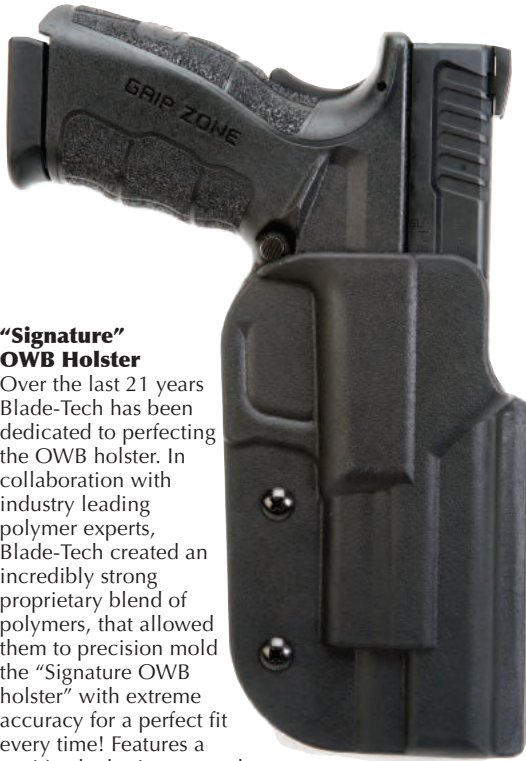 GRIP ZONE
“Signature”
OWB Holster
Over the last 21 years
Blade-Tech has been
dedicated to perfecting
the OWB holster. In
collaboration with
industry leading
polymer experts,
Blade-Tech created an
incredibly strong
proprietary blend of
polymers, that allowed
them to precision mold
the “Signature OWB
holster” with extreme
accuracy for a perfect fit
every time! Features a